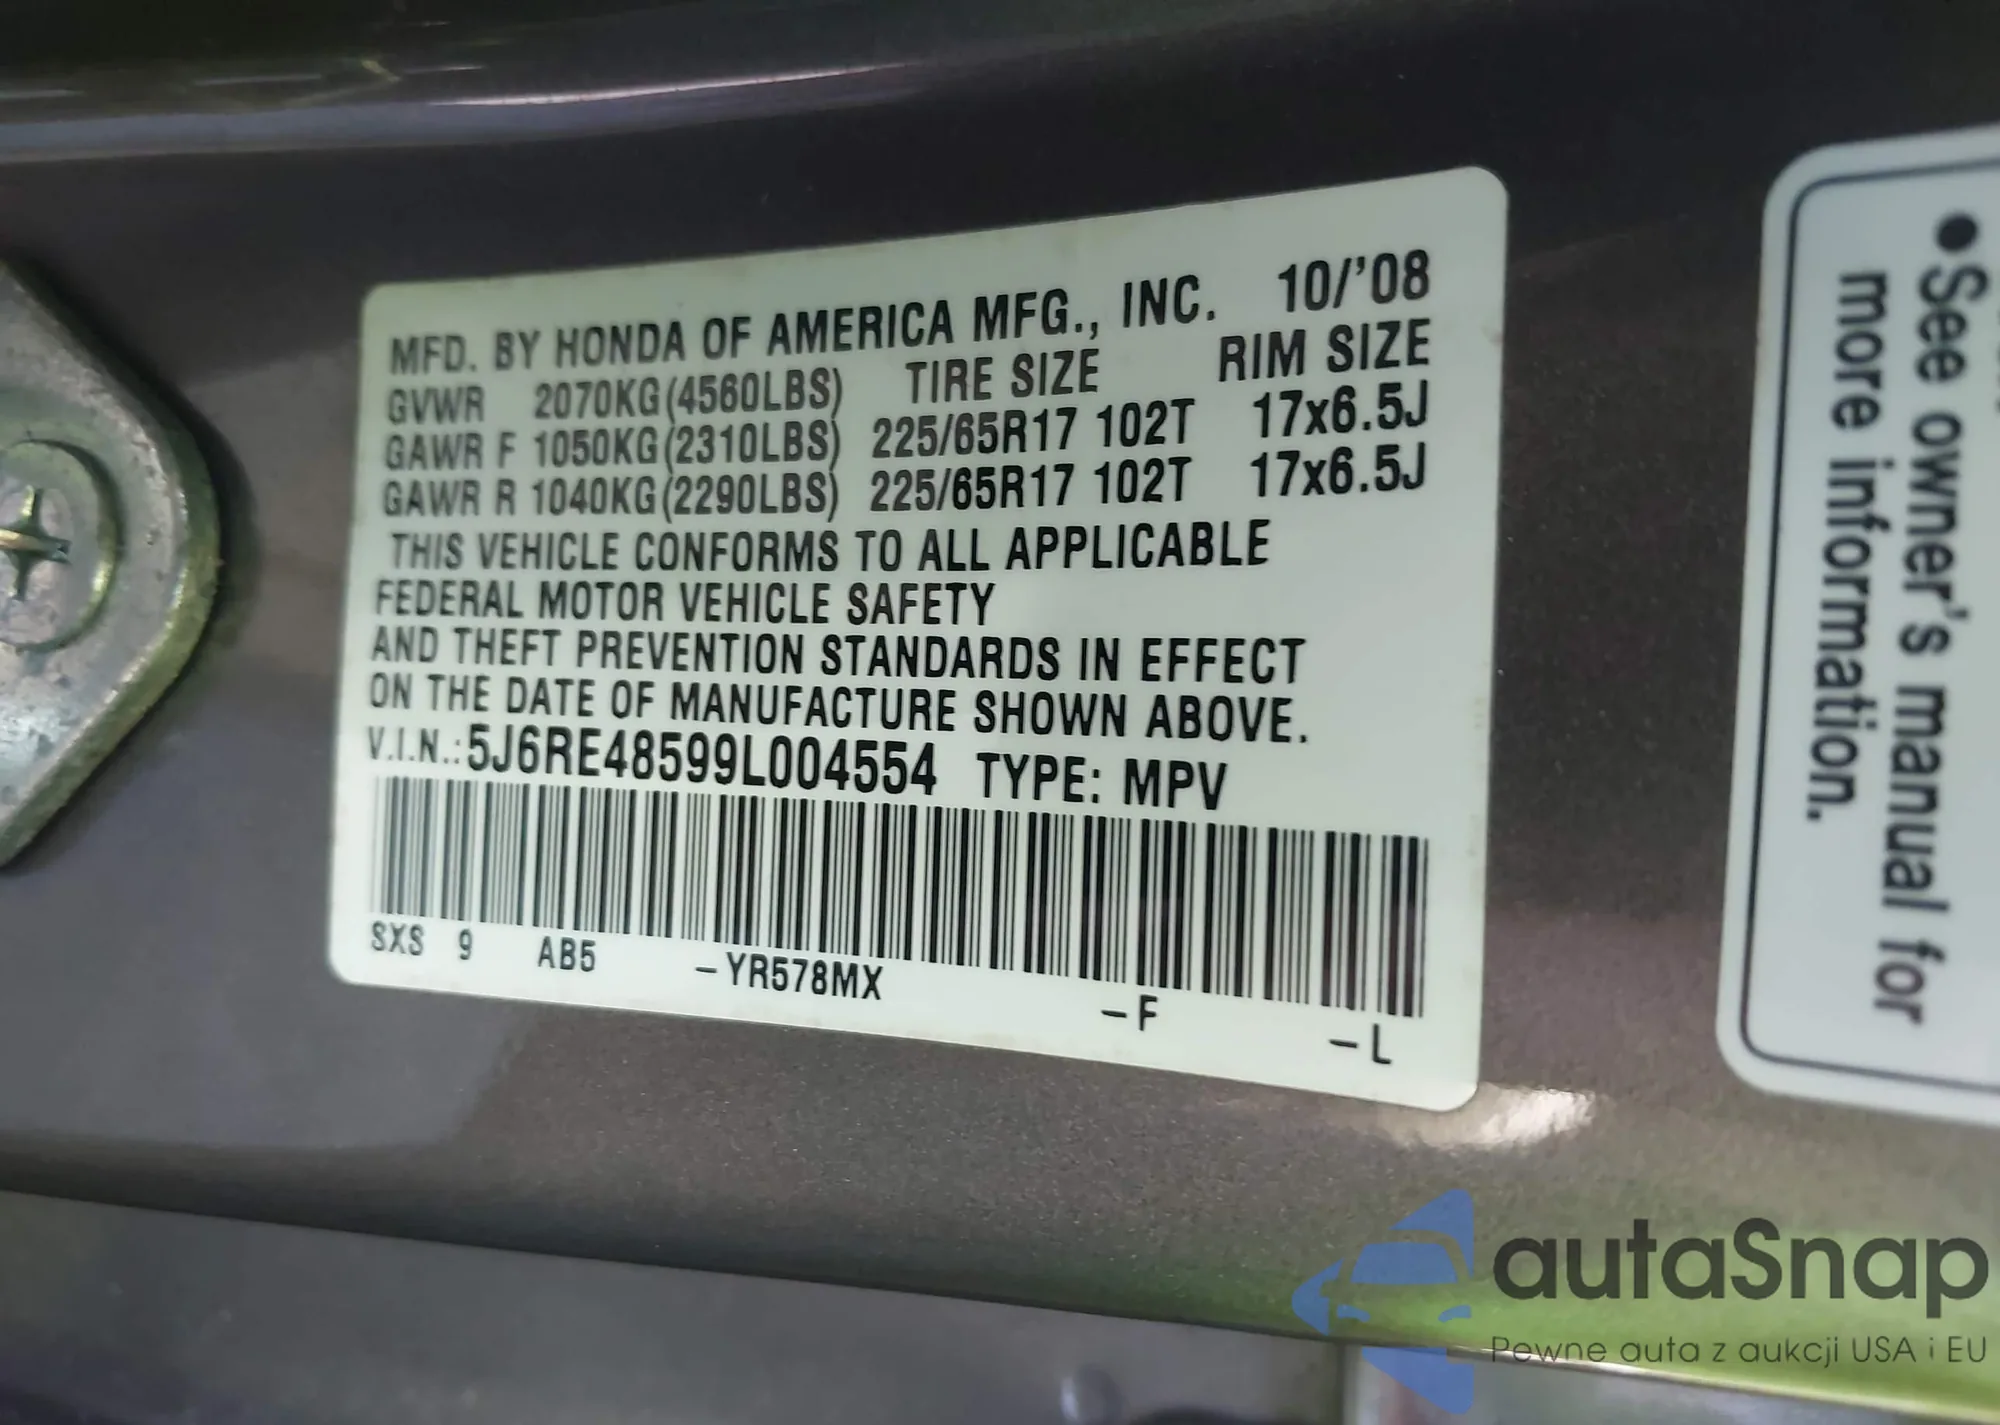 MFD. BY HONDA OF AMERICA MFG., INC. 10/'08
GVWR 2070KG(4560LBS) TIRE SIZE RIM SIZE
GAWR F 1050KG(2310LBS) 225/65R17 102T 17x6.5J
GAWR R 1040KG(2290LBS) 225/65R17 102T 17x6.5J
THIS VEHICLE CONFORMS TO ALL APPLICABLE
FEDERAL MOTOR VEHICLE SAFETY
AND THEFT PREVENTION STANDARDS IN EFFECT
ON THE DATE OF MANUFACTURE SHOWN ABOVE.
V.I.N.: 5J6RE48599L004554 TYPE: MPV
SXS 9 AB5 -YR578MX -F -L
•See owner's manual for
more information.
autaSnap
Pewne auta z aukcji USA i EU